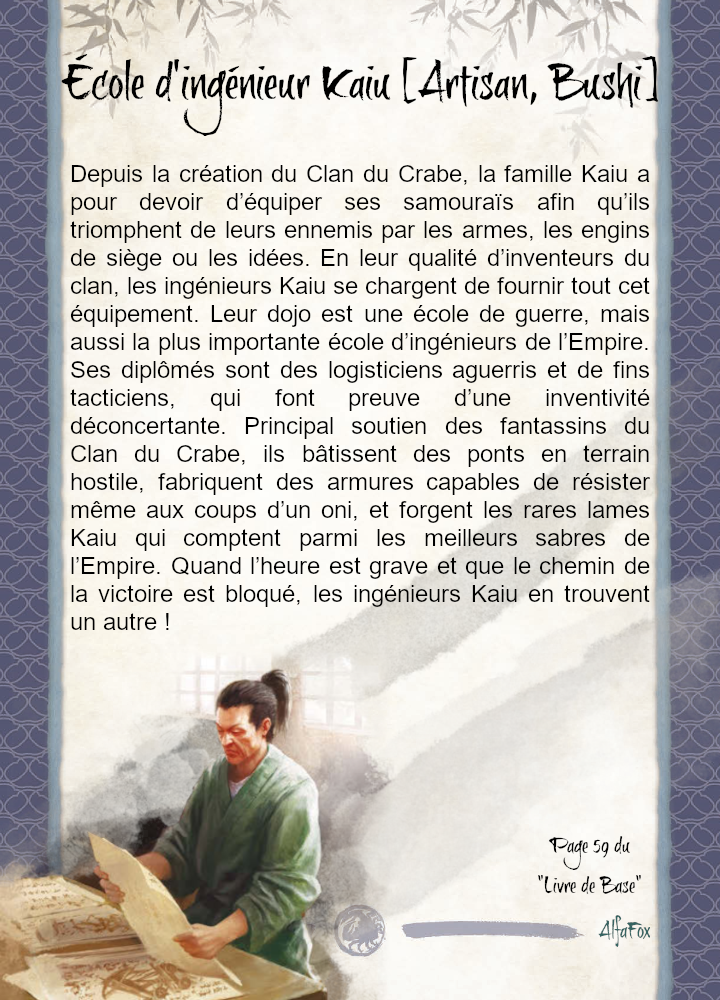 École d'ingénieur Kaiu [Artisan, Bushi]
Depuis la création du Clan du Crabe, la famille Kaiu a
pour devoir d’équiper ses samouraïs afin qu’ils
triomphent de leurs ennemis par les armes, les engins
de siège ou les idées. En leur qualité d’inventeurs du
clan, les ingénieurs Kaiu se chargent de fournir tout cet
équipement. Leur dojo est une école de guerre, mais
aussi la plus importante école d’ingénieurs de l’Empire.
Ses diplômés sont des logisticiens aguerris et de fins
tacticiens, qui font preuve d’une inventivité
déconcertante. Principal soutien des fantassins du
Clan du Crabe, ils bâtissent des ponts en terrain
hostile, fabriquent des armures capables de résister
même aux coups d’un oni, et forgent les rares lames
Kaiu qui comptent parmi les meilleurs sabres de
l’Empire. Quand l’heure est grave et que le chemin de
la victoire est bloqué, les ingénieurs Kaiu en trouvent
un autre !
Page 59 du
"Livre de Base"
AlfaFox